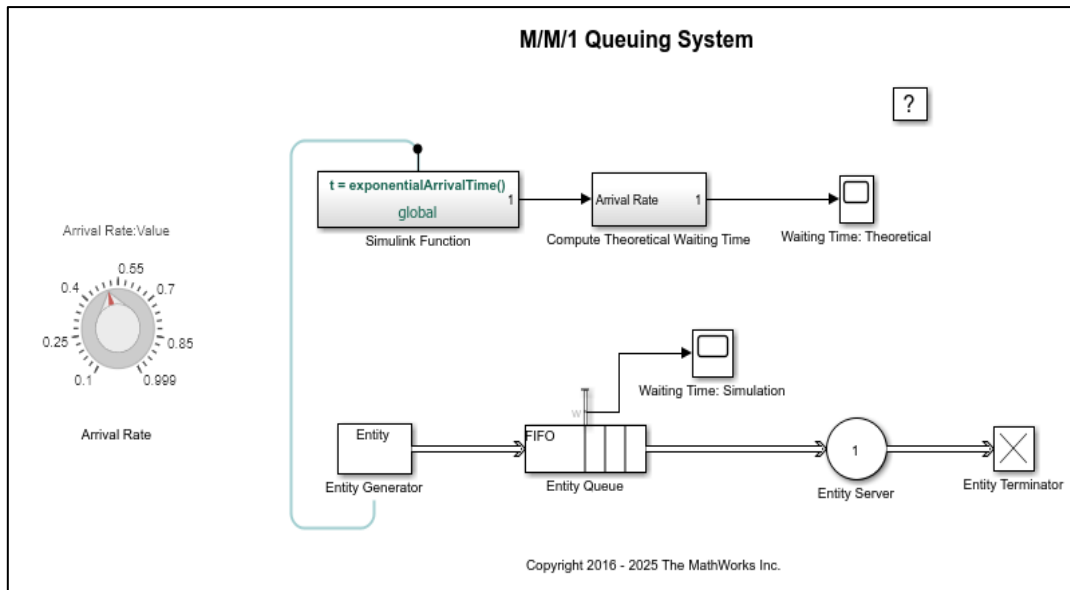 M/M/1 Queuing System
?
t = exponentialArrivalTime()
1
global
Simulink Function
Arrival Rate
1
Compute Theoretical Waiting Time
Waiting Time: Theoretical
Arrival Rate:Value
0.55
0.4
0.7
0.25
0.85
0.1
0.999
Arrival Rate
Waiting Time: Simulation
w
Entity
Entity Generator
FIFO
Entity Queue
1
Entity Server
Entity Terminator
Copyright 2016 - 2025 The MathWorks Inc.